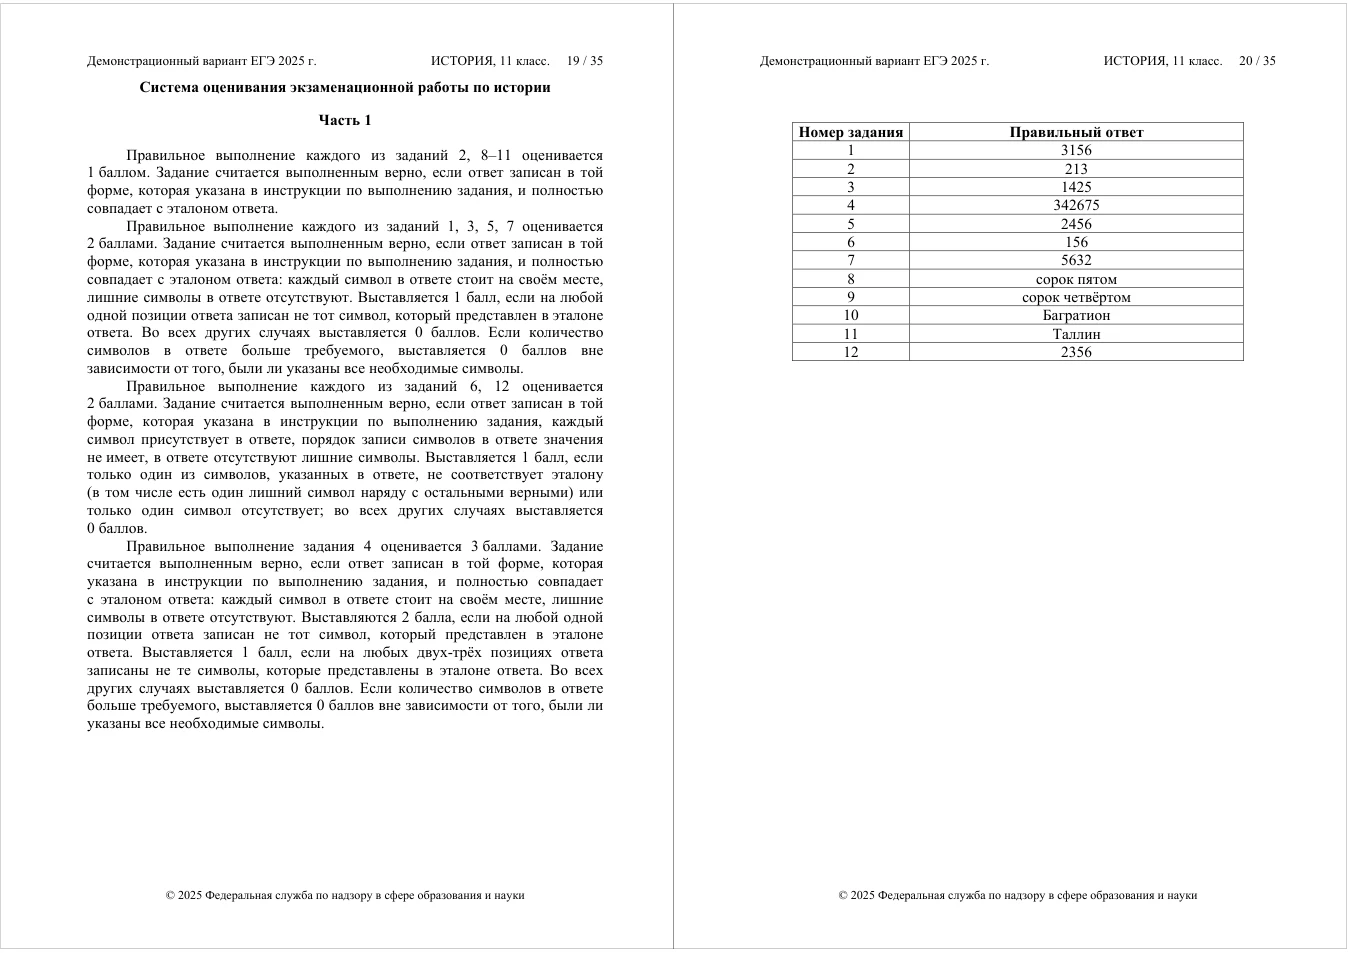 Демонстрационный вариант ЕГЭ 2025 г. ИСТОРИЯ, 11 класс. 19 / 35
Система оценивания экзаменационной работы по истории
Часть 1
Правильное выполнение каждого из заданий 2, 8–11 оценивается
1 баллом. Задание считается выполненным верно, если ответ записан в той
форме, которая указана в инструкции по выполнению задания, и полностью
совпадает с эталоном ответа.
Правильное выполнение каждого из заданий 1, 3, 5, 7 оценивается
2 баллами. Задание считается выполненным верно, если ответ записан в той
форме, которая указана в инструкции по выполнению задания, и полностью
совпадает с эталоном ответа: каждый символ в ответе стоит на своём месте,
лишние символы в ответе отсутствуют. Выставляется 1 балл, если на любой
одной позиции ответа записан не тот символ, который представлен в эталоне
ответа. Во всех других случаях выставляется 0 баллов. Если количество
символов в ответе больше требуемого, выставляется 0 баллов вне
зависимости от того, были ли указаны все необходимые символы.
Правильное выполнение каждого из заданий 6, 12 оценивается
2 баллами. Задание считается выполненным верно, если ответ записан в той
форме, которая указана в инструкции по выполнению задания, каждый
символ присутствует в ответе, порядок записи символов в ответе значения
не имеет, в ответе отсутствуют лишние символы. Выставляется 1 балл, если
только один из символов, указанных в ответе, не соответствует эталону
(в том числе есть один лишний символ наряду с остальными верными) или
только один символ отсутствует; во всех других случаях выставляется
0 баллов.
Правильное выполнение задания 4 оценивается 3 баллами. Задание
считается выполненным верно, если ответ записан в той форме, которая
указана в инструкции по выполнению задания, и полностью совпадает
с эталоном ответа: каждый символ в ответе стоит на своём месте, лишние
символы в ответе отсутствуют. Выставляются 2 балла, если на любой одной
позиции ответа записан не тот символ, который представлен в эталоне
ответа. Выставляется 1 балл, если на любых двух-трёх позициях ответа
записаны не те символы, которые представлены в эталоне ответа. Во всех
других случаях выставляется 0 баллов. Если количество символов в ответе
больше требуемого, выставляется 0 баллов вне зависимости от того, были ли
указаны все необходимые символы.
© 2025 Федеральная служба по надзору в сфере образования и науки
Демонстрационный вариант ЕГЭ 2025 г. ИСТОРИЯ, 11 класс. 20 / 35
Номер задания Правильный ответ
1 3156
2 213
3 1425
4 342675
5 2456
6 156
7 5632
8 сорок пятом
9 сорок четвёртом
10 Багратион
11 Таллин
12 2356
© 2025 Федеральная служба по надзору в сфере образования и науки